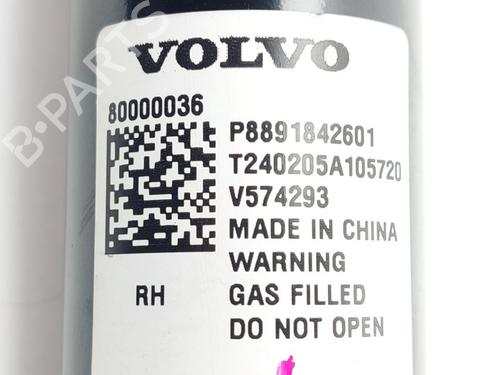 VOLVO
80000036
P8891842601
T240205A105720
V574293
MADE IN CHINA
WARNING
RH
GAS FILLED
DO NOT OPEN
B-PARTS